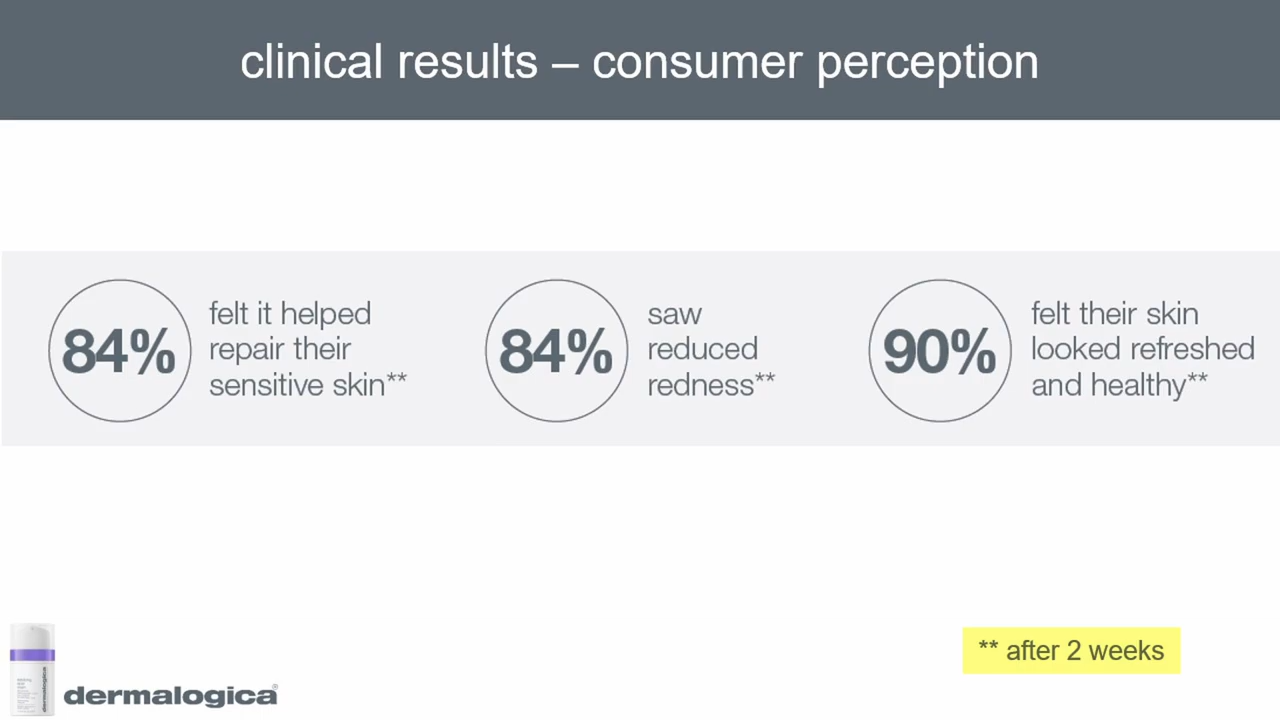 clinical results – consumer perception
84%
felt it helped
repair their
sensitive skin**
84%
saw
reduced
redness**
90%
felt their skin
looked refreshed
and healthy**
** after 2 weeks
dermalogica
dermalogica®